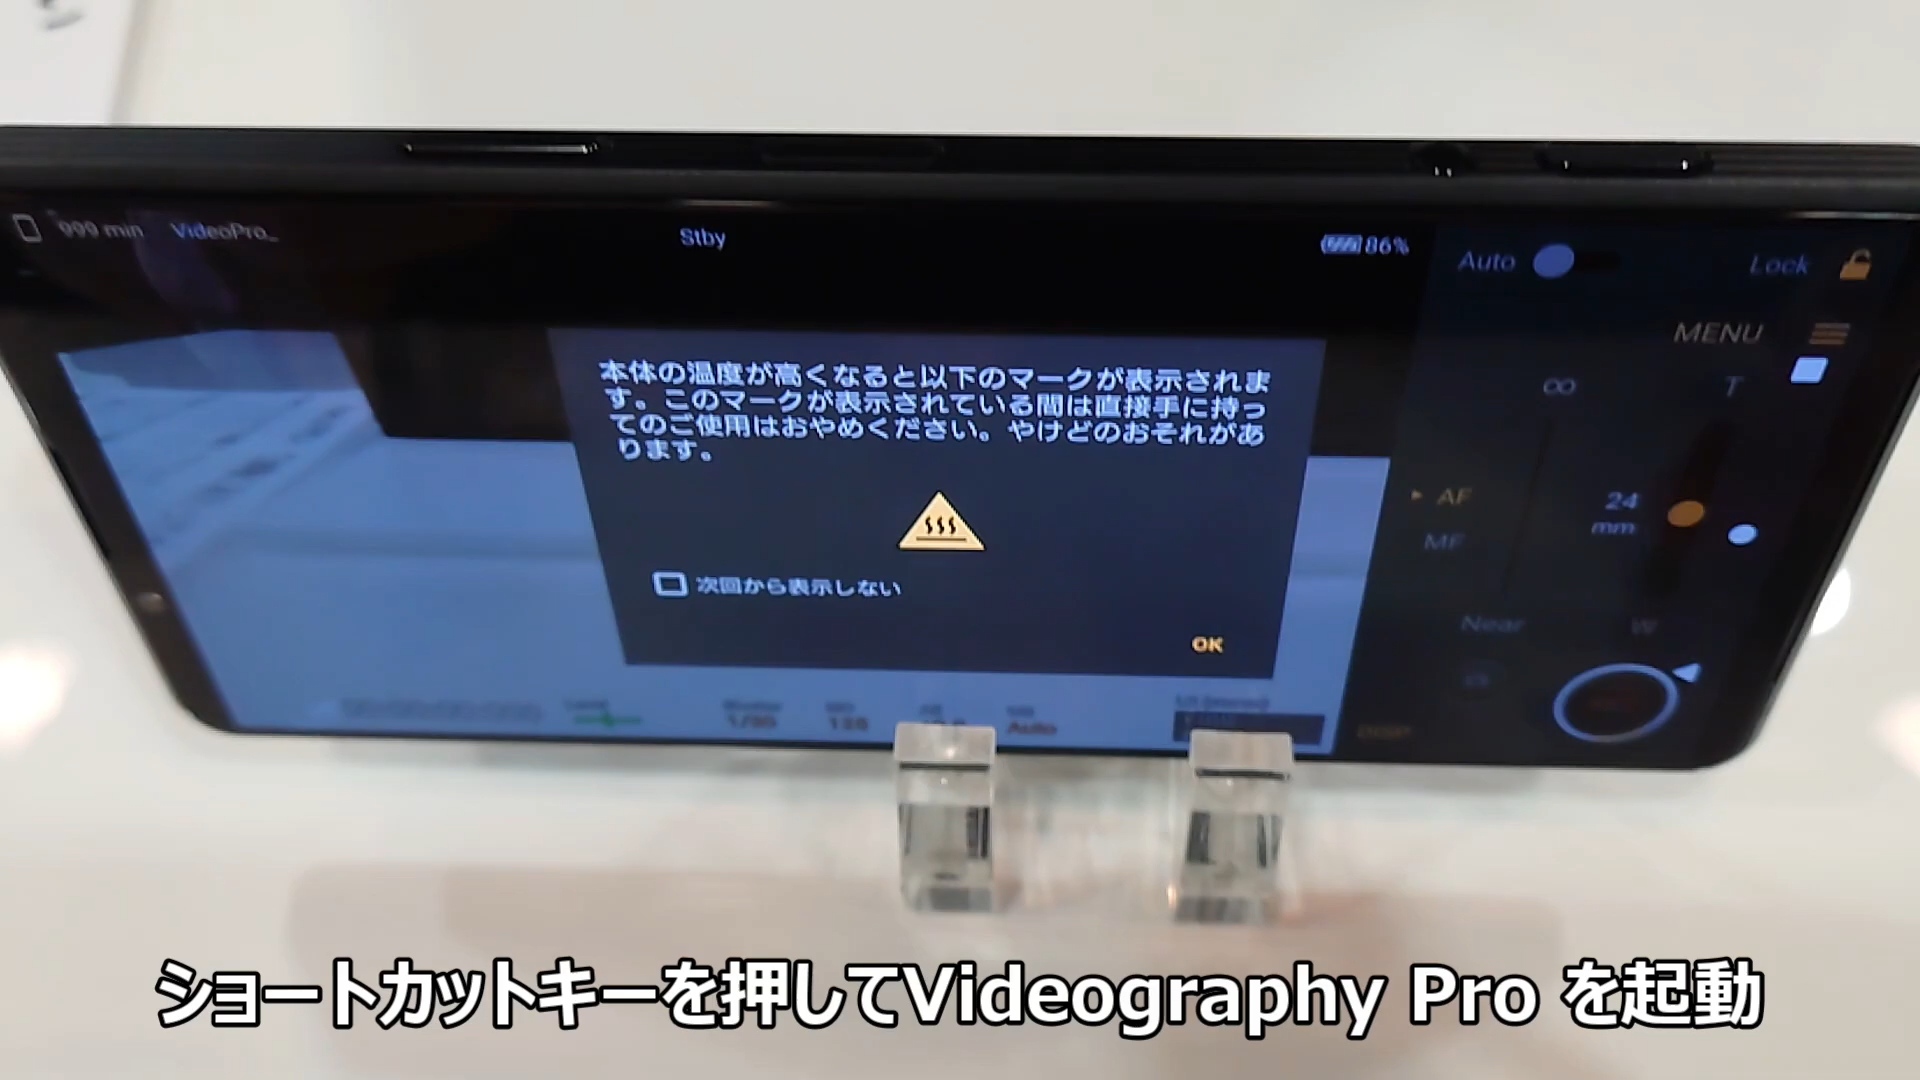 999 min VideoPro_
Stby
86%
Auto
Lock
MENU
本体の温度が高くなると以下のマークが表示されま
す。このマークが表示されている間は直接手に持っ
てのご使用はおやめください。やけどのおそれがあ
ります。
次回から表示しない
OK
∞
T
AF
MF
24
mm
Near
W
Auto
DISP
ショートカットキーを押してVideography Pro を起動